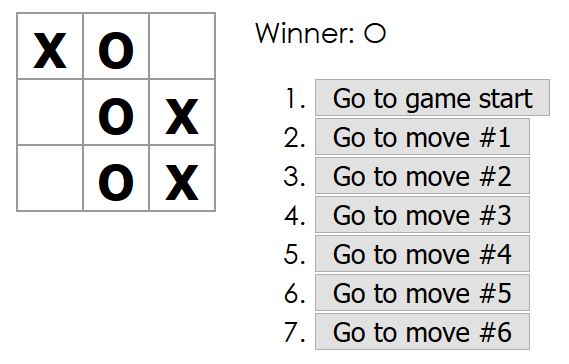 X O
O X
O X
Winner: O
1. Go to game start
2. Go to move #1
3. Go to move #2
4. Go to move #3
5. Go to move #4
6. Go to move #5
7. Go to move #6